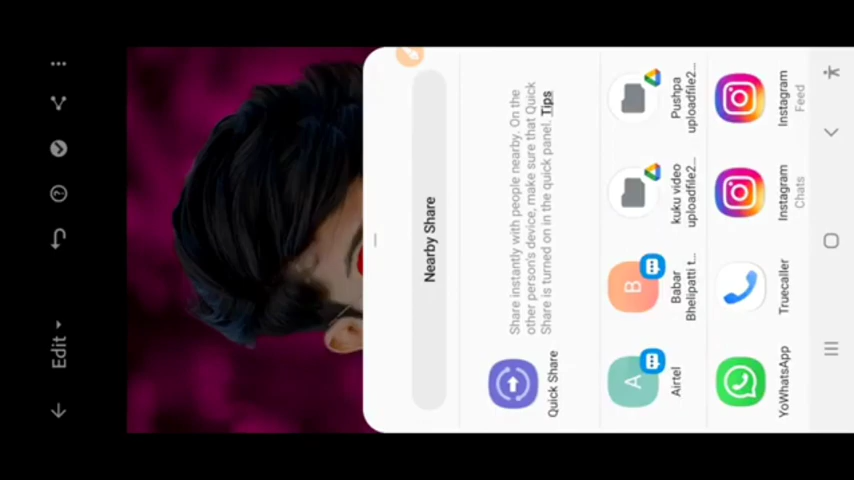 Edit
Nearby Share
Quick Share
Share instantly with people nearby. On the
other person's device, make sure that Quick
Share is turned on in the quick panel. Tips
A
Airtel
B
Babar
Bhelipatti t...
kuku video
uploadfile2...
Pushpa
uploadfile2...
YoWhatsApp
Truecaller
Instagram
Chats
Instagram
Feed